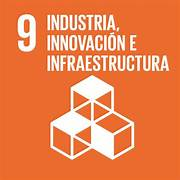 9 INDUSTRIA,
INNOVACIÓN E
INFRAESTRUCTURA